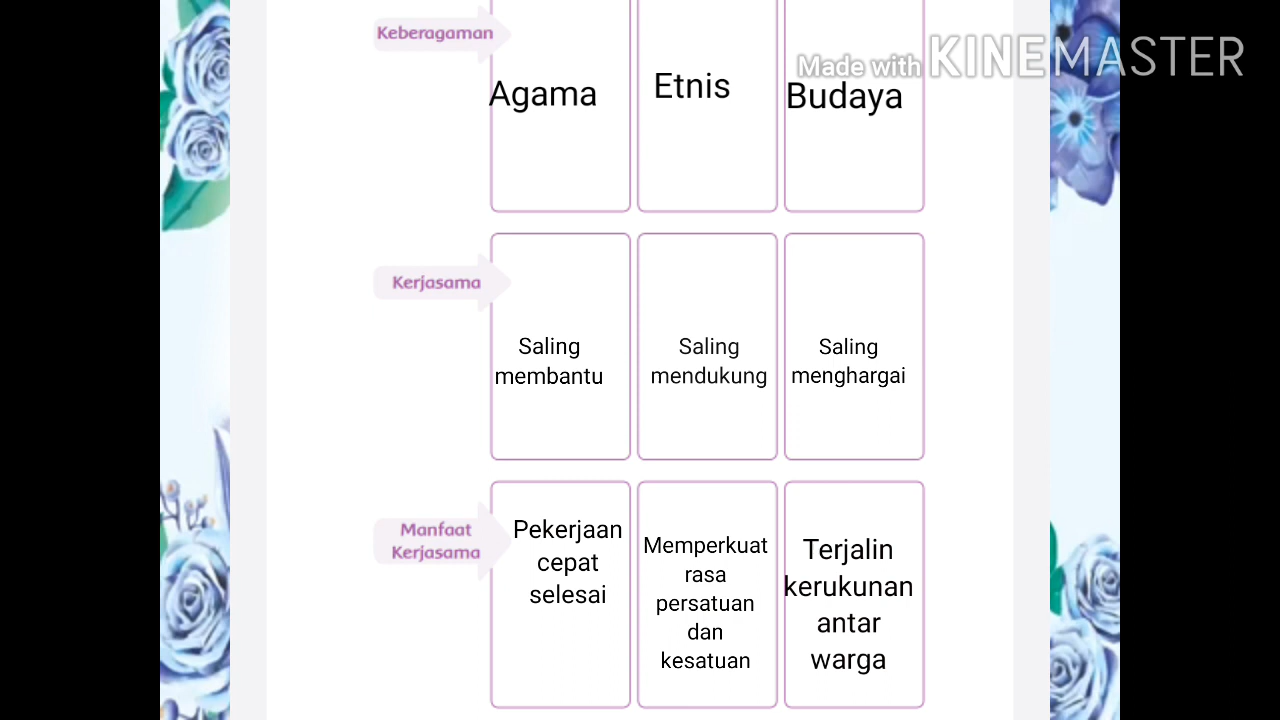 Keberagaman
Made with KINEMASTER
Agama
Etnis
Budaya
Kerjasama
Saling
membantu
Saling
mendukung
Saling
menghargai
Manfaat
Kerjasama
Pekerjaan
cepat
selesai
Memperkuat
rasa
persatuan
dan
kesatuan
Terjalin
kerukunan
antar
warga